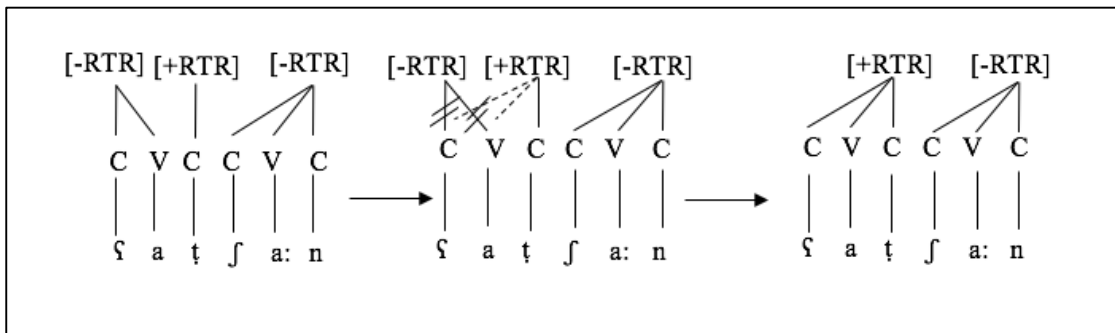 [-RTR] [+RTR] [-RTR] [-RTR] [+RTR] [-RTR] [+RTR] [-RTR]
C V C C V C C V C C V C C V C C V C
ʕ a ṭ ʃ a: n ʕ a ṭ ʃ a: n ʕ a ṭ ʃ a: n